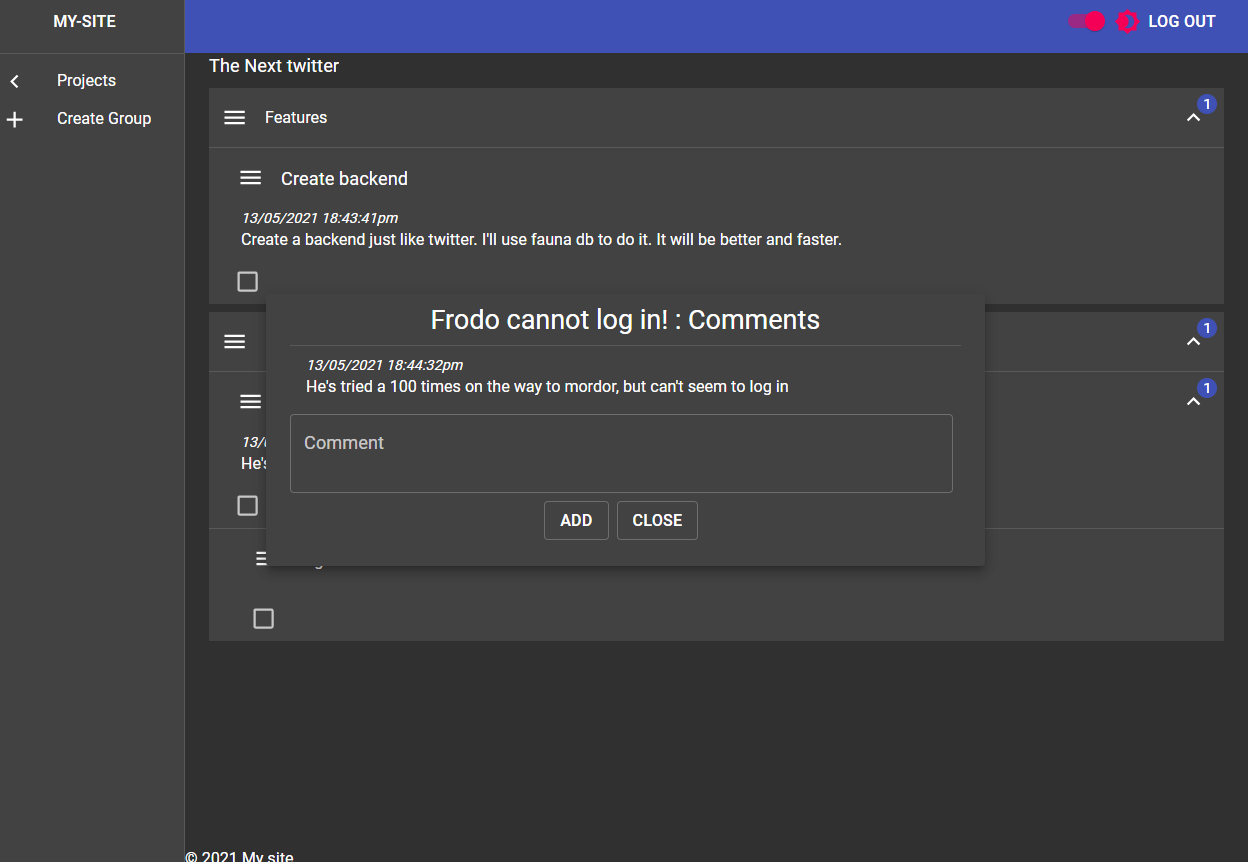 MY-SITE
LOG OUT
Projects
Create Group
The Next twitter
Features
1
Create backend
13/05/2021 18:43:41pm
Create a backend just like twitter. I'll use fauna db to do it. It will be better and faster.
Frodo cannot log in! : Comments
13/05/2021 18:44:32pm
He's tried a 100 times on the way to mordor, but can't seem to log in
Comment
ADD
CLOSE
1
1
He's
© 2021 My site